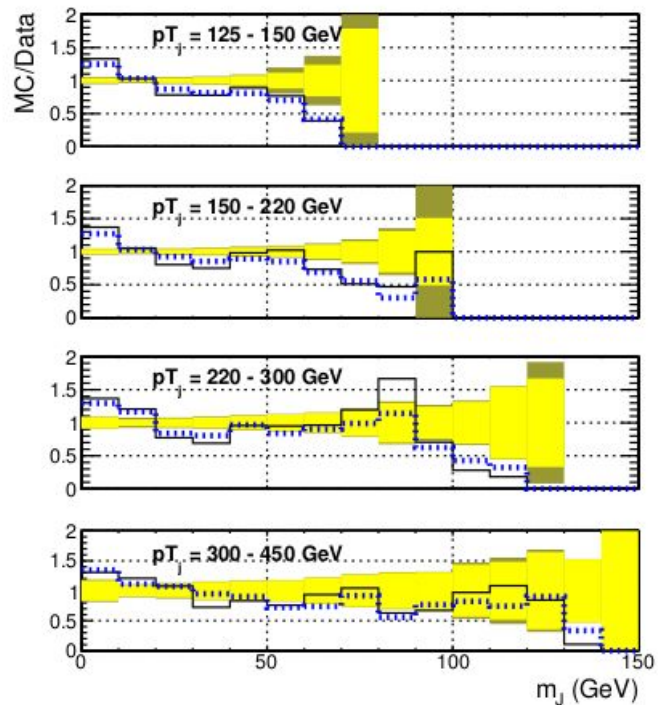 MC/Data
2
1.5
1
0.5
0
pT_j = 125 - 150 GeV
2
1.5
1
0.5
0
pT_j = 150 - 220 GeV
2
1.5
1
0.5
0
pT_j = 220 - 300 GeV
2
1.5
1
0.5
0
pT_j = 300 - 450 GeV
0 50 100 150
m_J (GeV)